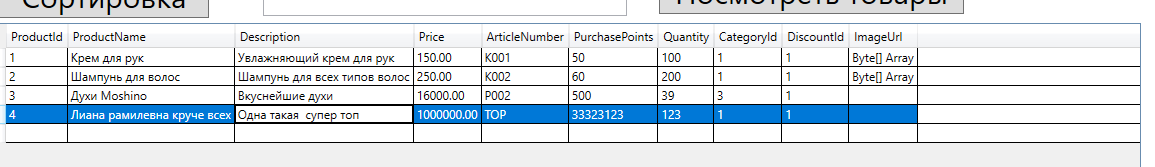 Сортировка
Посмотреть товары
ProductId ProductName Description Price ArticleNumber PurchasePoints Quantity CategoryId DiscountId ImageUrl
1 Крем для рук Увлажняющий крем для рук 150.00 K001 50 100 1 1 Byte[] Array
2 Шампунь для волос Шампунь для всех типов волос 250.00 K002 60 200 1 1 Byte[] Array
3 Духи Moshino Вкуснейшие духи 16000.00 P002 500 39 3 1
4 Лиана рамилевна круче всех Одна такая супер топ 1000000.00 TOP 33323123 123 1 1